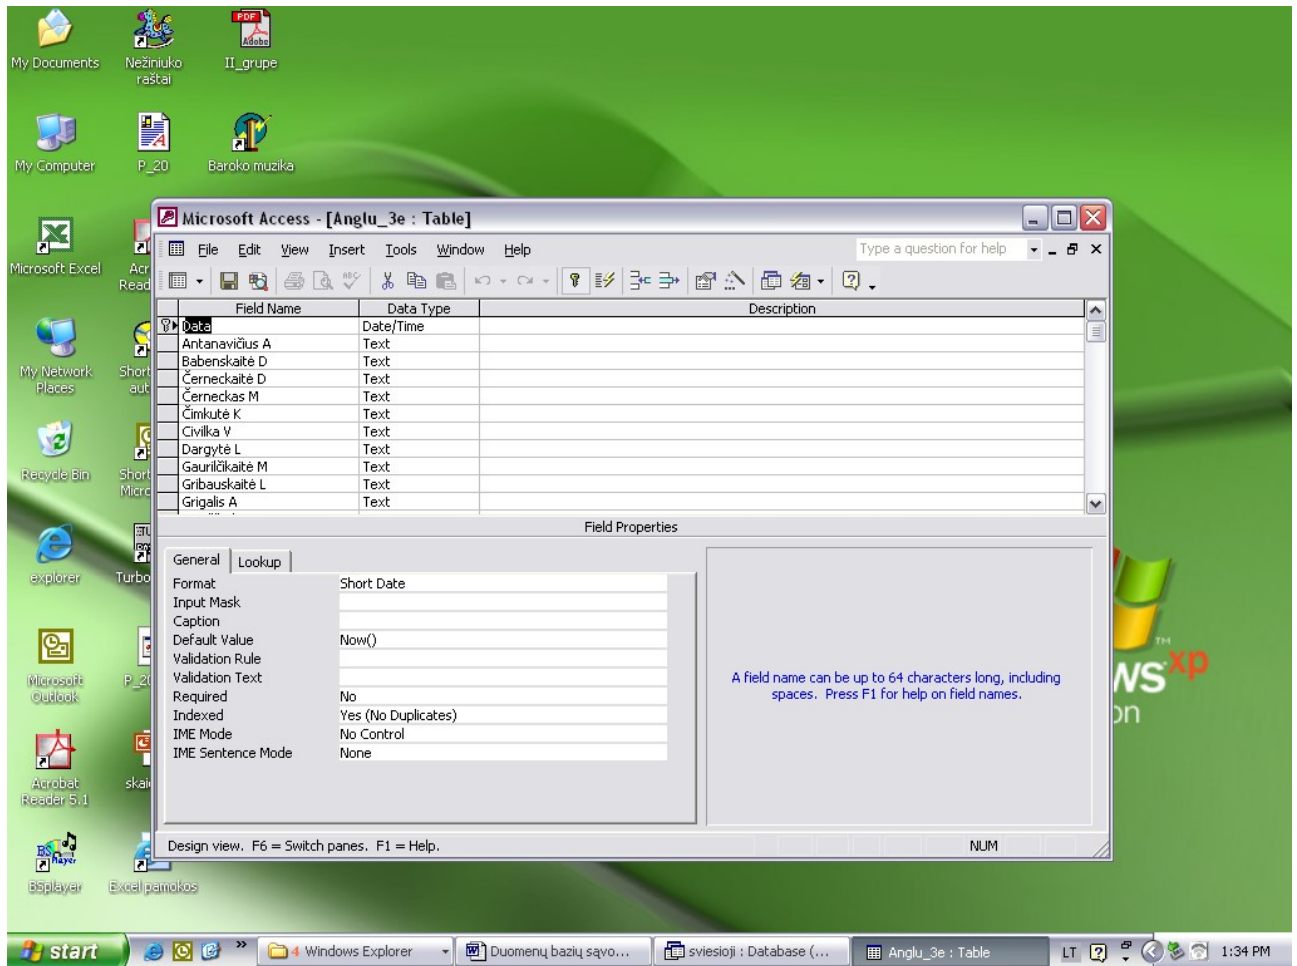 My Documents
Nežiniuko raštai
PDF
Adobe
II_grupe
My Computer
P_20
Baroko muzika
Microsoft Excel
My Network Places
Recycle Bin
explorer
Microsoft Outlook
Acrobat Reader 5.1
BSplayer
Excel pamokos
Microsoft Access - [Anglu_3e : Table]
File Edit View Insert Tools Window Help
Type a question for help
Field Name Data Type Description
Data Date/Time
Antanavičius A Text
Babenskaitė D Text
Černeckaitė D Text
Černeckas M Text
Čimkutė K Text
Civilka V Text
Dargytė L Text
Gaurilčikaitė M Text
Gribauskaitė L Text
Grigalis A Text
Field Properties
General Lookup
Format Short Date
Input Mask
Caption
Default Value Now()
Validation Rule
Validation Text
Required No
Indexed Yes (No Duplicates)
IME Mode No Control
IME Sentence Mode None
A field name can be up to 64 characters long, including
spaces. Press F1 for help on field names.
Design view. F6 = Switch panes. F1 = Help.
NUM
xp
TM
start
4 Windows Explorer
Duomenų bazių sąvo...
sviesioji : Database (...
Anglu_3e : Table
LT
1:34 PM